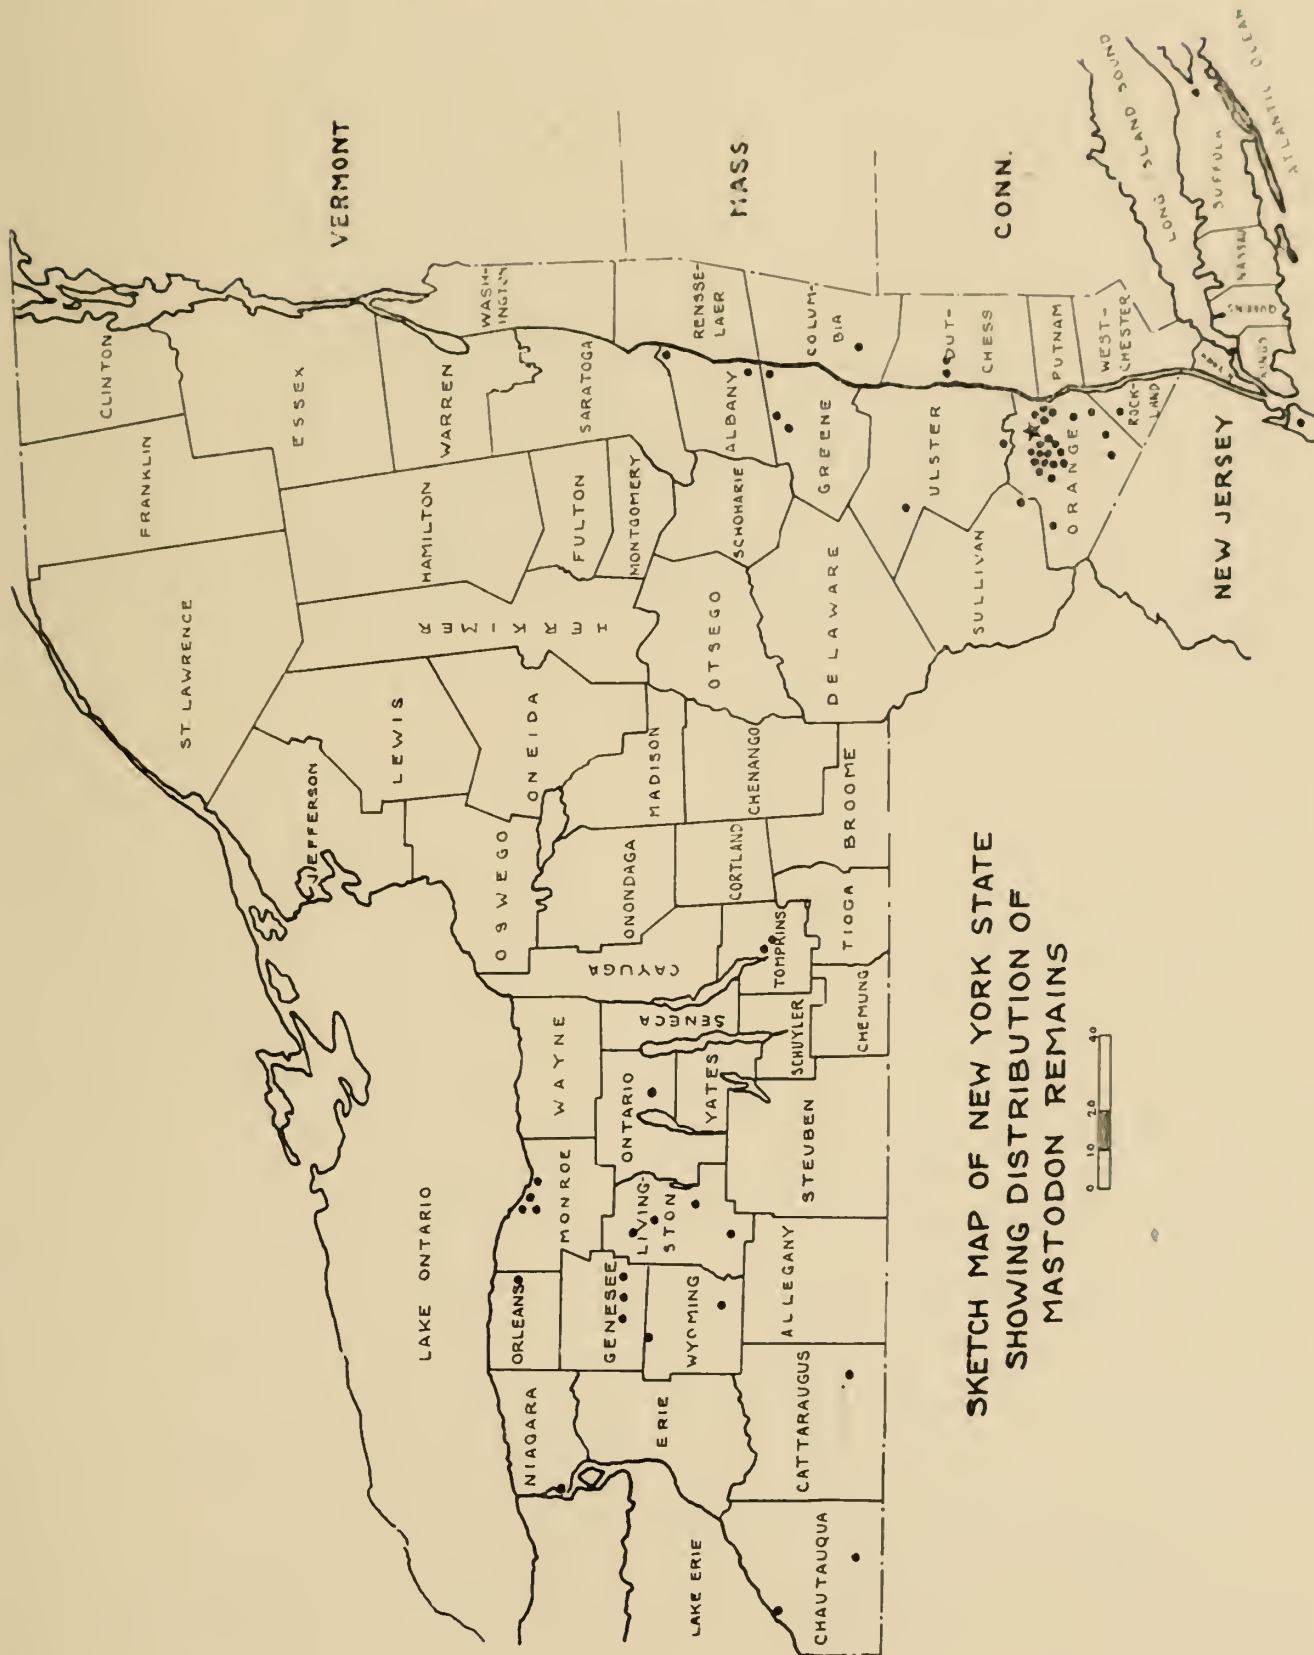 CLINTON
FRANKLIN
ST. LAWRENCE
ESSEX
VERMONT
JEFFERSON
LEWIS
HAMILTON
WARREN
WASH-
INGTON
HERKIMER
OSWEGO
ONEIDA
FULTON
SARATOGA
LAKE ONTARIO
NIAGARA
ORLEANS
MONROE
WAYNE
CAYUGA
ONONDAGA
MADISON
MONTGOMERY
RENSSE-
LAER
MASS.
ERIE
GENESEE
WYOMING
LIVING-
STON
ONTARIO
YATES
SENECA
CORTLAND
CHENANGO
OTSEGO
SCHOHARIE
ALBANY
LAKE ERIE
CHAUTAUQUA
CATTARAUGUS
ALLEGANY
STEUBEN
SCHUYLER
CHEMUNG
TOMPKINS
TIOGA
BROOME
DELAWARE
GREENE
COLUM-
BIA
ULSTER
DUT-
CHESS
SULLIVAN
ORANGE
PUTNAM
CONN.
ROCK-
LAND
WEST-
CHESTER
NEW JERSEY
KINGS
QUEENS
NASSAU
SUFFOLK
LONG ISLAND SOUND
ATLANTIC OCEAN
SKETCH MAP OF NEW YORK STATE
SHOWING DISTRIBUTION OF
MASTODON REMAINS
0 10 20 40